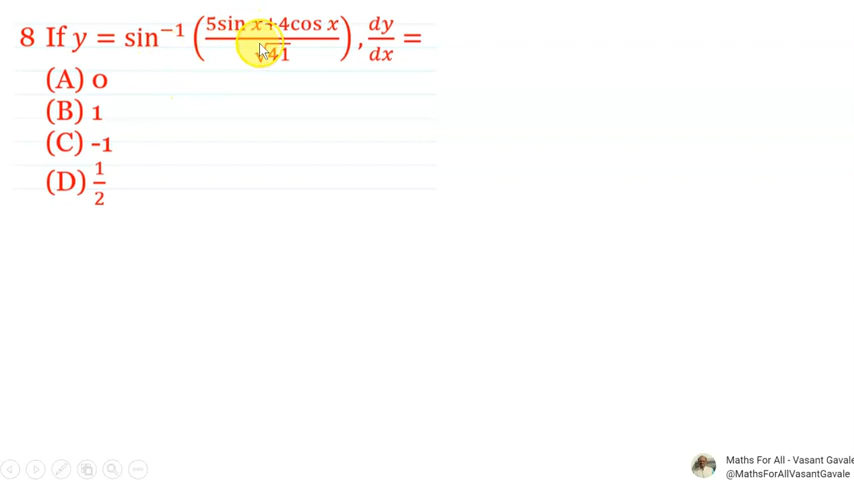 8 If y = sin⁻¹ ((5sin x+4cos x)/√41), dy/dx =
(A) 0
(B) 1
(C) -1
(D) 1/2
Maths For All - Vasant Gavale
@MathsForAllVasantGavale